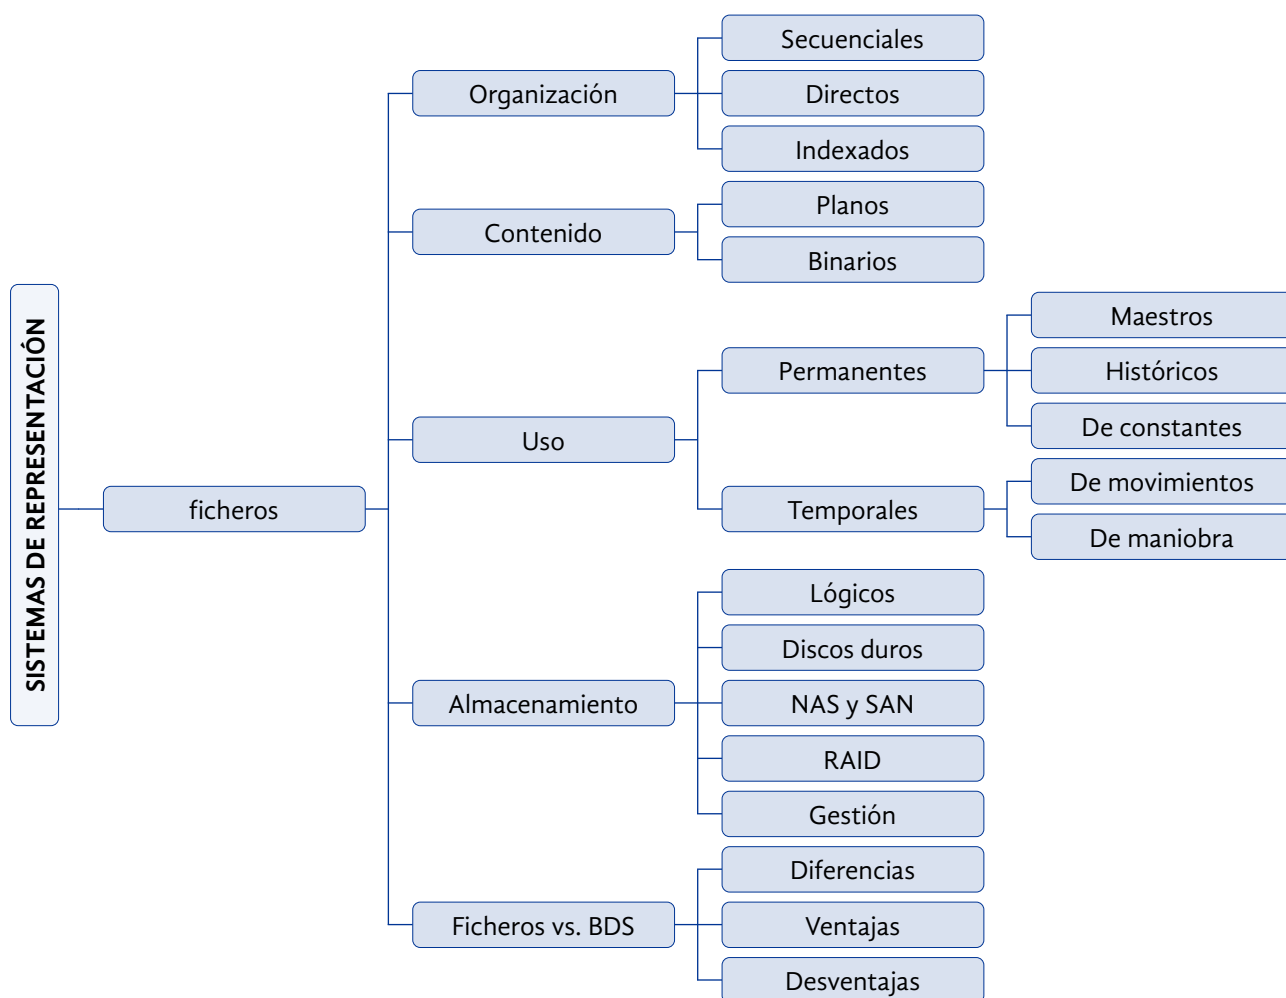 SISTEMAS DE REPRESENTACIÓN
ficheros
Organización
Secuenciales
Directos
Indexados
Contenido
Planos
Binarios
Uso
Permanentes
Maestros
Históricos
De constantes
Temporales
De movimientos
De maniobra
Almacenamiento
Lógicos
Discos duros
NAS y SAN
RAID
Gestión
Ficheros vs. BDS
Diferencias
Ventajas
Desventajas